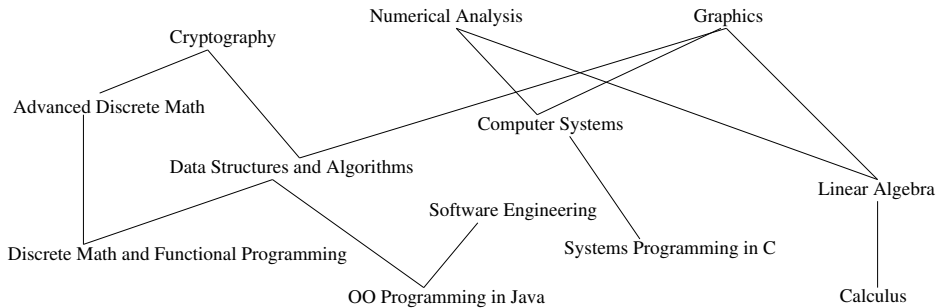 Numerical Analysis
Graphics
Cryptography
Advanced Discrete Math
Computer Systems
Data Structures and Algorithms
Linear Algebra
Software Engineering
Discrete Math and Functional Programming
Systems Programming in C
OO Programming in Java
Calculus